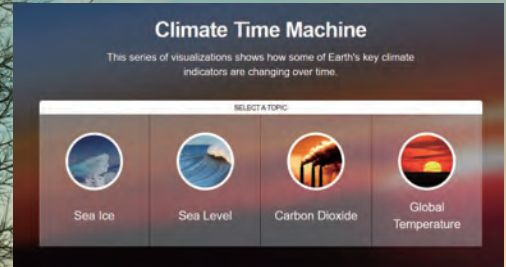 Climate Time Machine
This series of visualizations shows how some of Earth's key climate
indicators are changing over time.
SELECT A TOPIC
Sea Ice
Sea Level
Carbon Dioxide
Global
Temperature